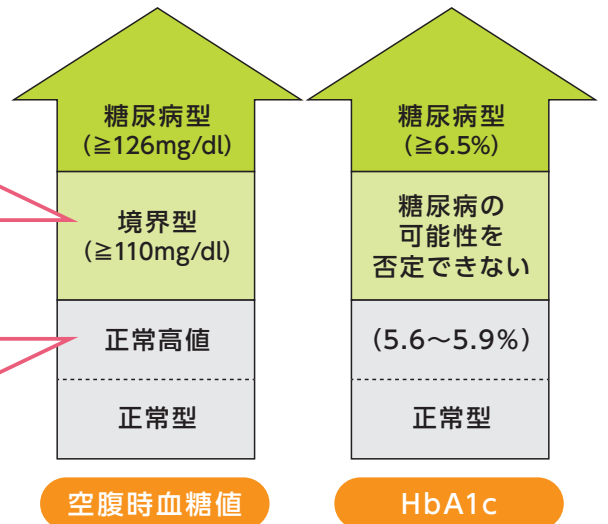 糖尿病型
(≧126mg/dl)
境界型
(≧110mg/dl)
正常高値
正常型
空腹時血糖値
糖尿病型
(≧6.5%)
糖尿病の
可能性を
否定できない
(5.6～5.9%)
正常型
HbA1c